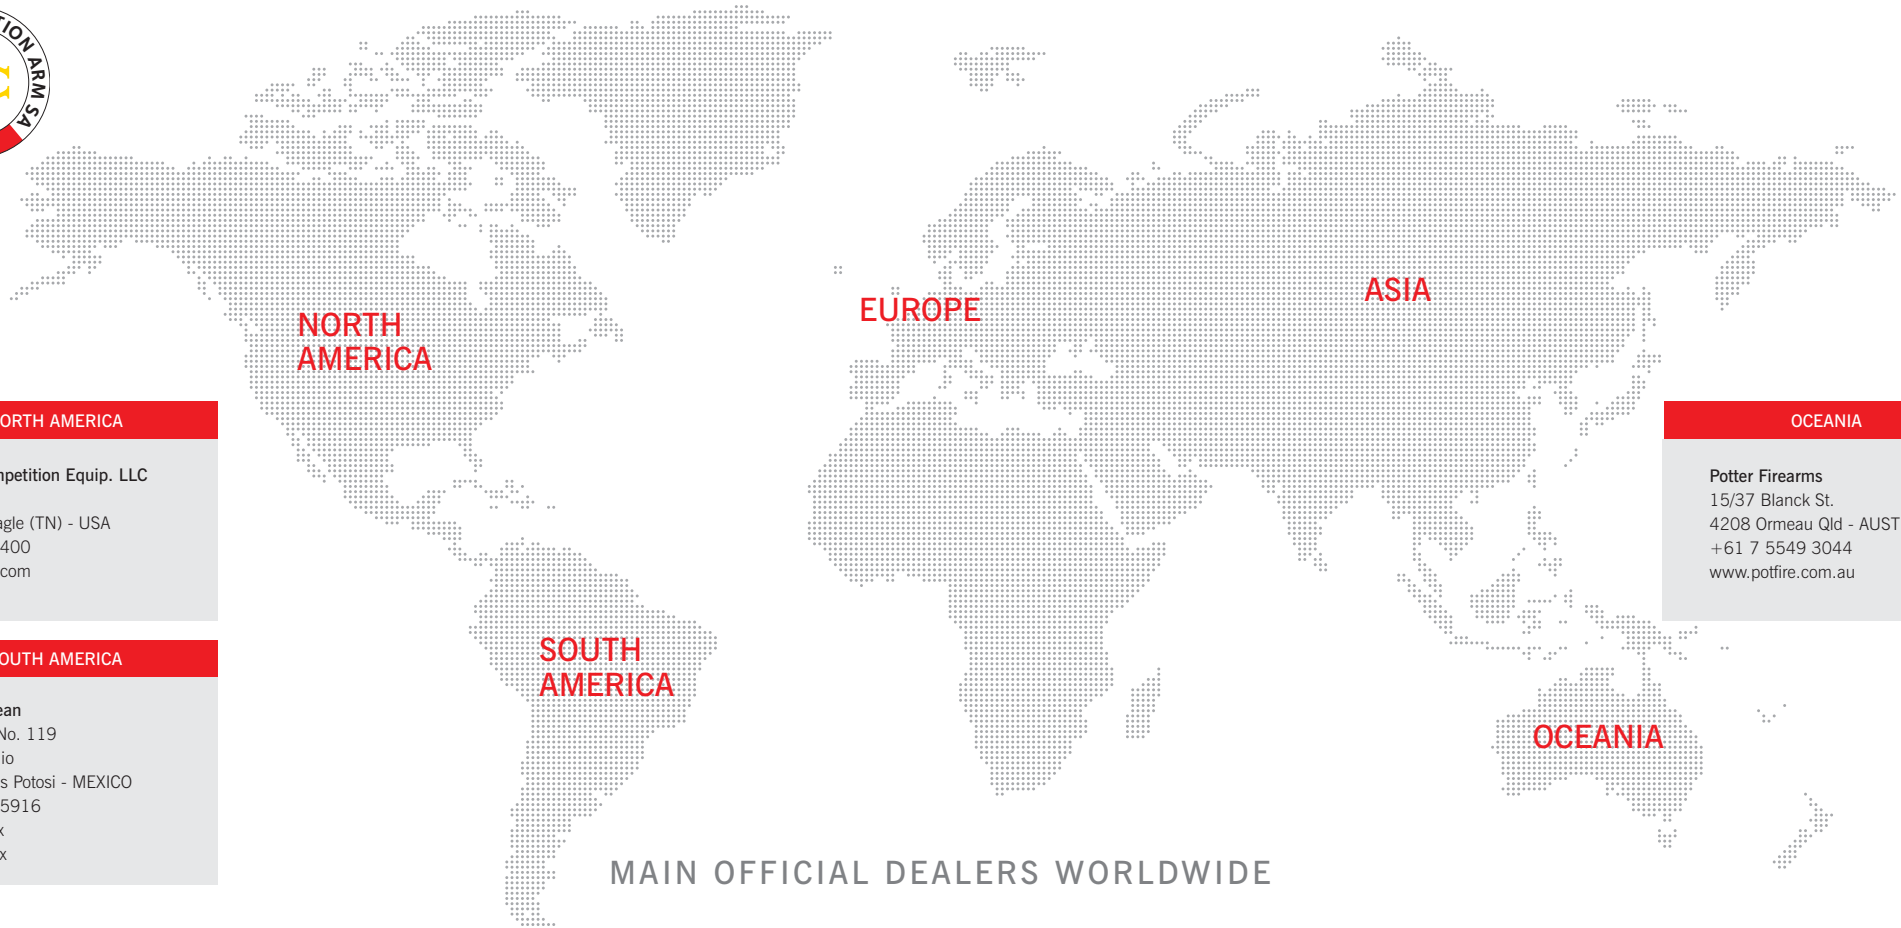 ARM SA
NORTH
AMERICA
EUROPE
ASIA
SOUTH
AMERICA
OCEANIA
ORTH AMERICA
mpetition Equip. LLC
agle (TN) - USA
400
.com
OUTH AMERICA
ean
No. 119
io
s Potosi - MEXICO
5916
x
x
OCEANIA
Potter Firearms
15/37 Blanck St.
4208 Ormeau Qld - AUST
+61 7 5549 3044
www.potfire.com.au
MAIN OFFICIAL DEALERS WORLDWIDE